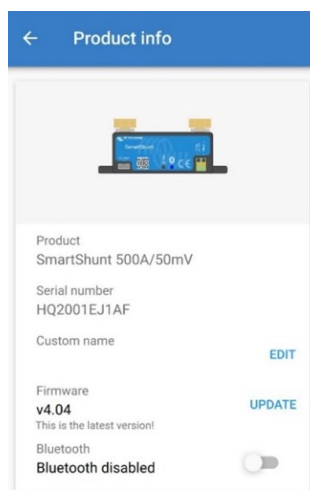 Product info
SmartShunt
Product
SmartShunt 500A/50mV
Serial number
HQ2001EJ1AF
Custom name
EDIT
Firmware
v4.04
UPDATE
This is the latest version!
Bluetooth
Bluetooth disabled